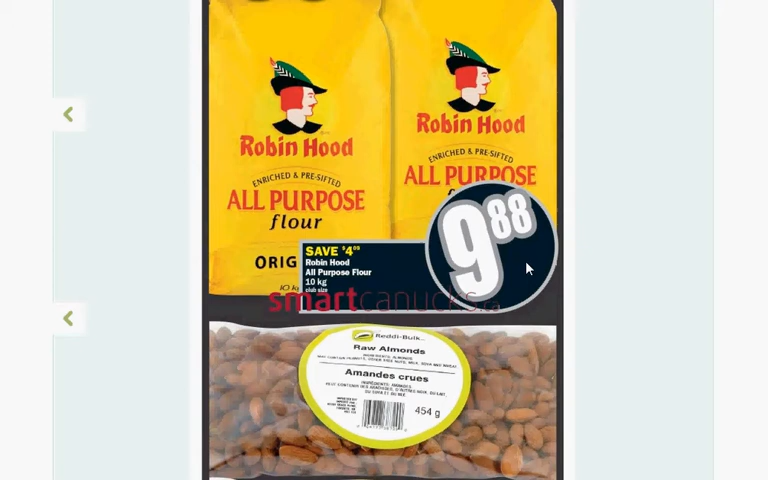 Robin Hood
ENRICHED & PRE-SIFTED
ALL PURPOSE
flour
ORIG
10 kg
Robin Hood
ENRICHED & PRE-SIFTED
ALL PURPOSE
9.88
SAVE $4
Robin Hood
All Purpose Flour
10 kg
club size
smartcanucks.ca
Reddi-Bulk
Raw Almonds
Amandes crues
454 g